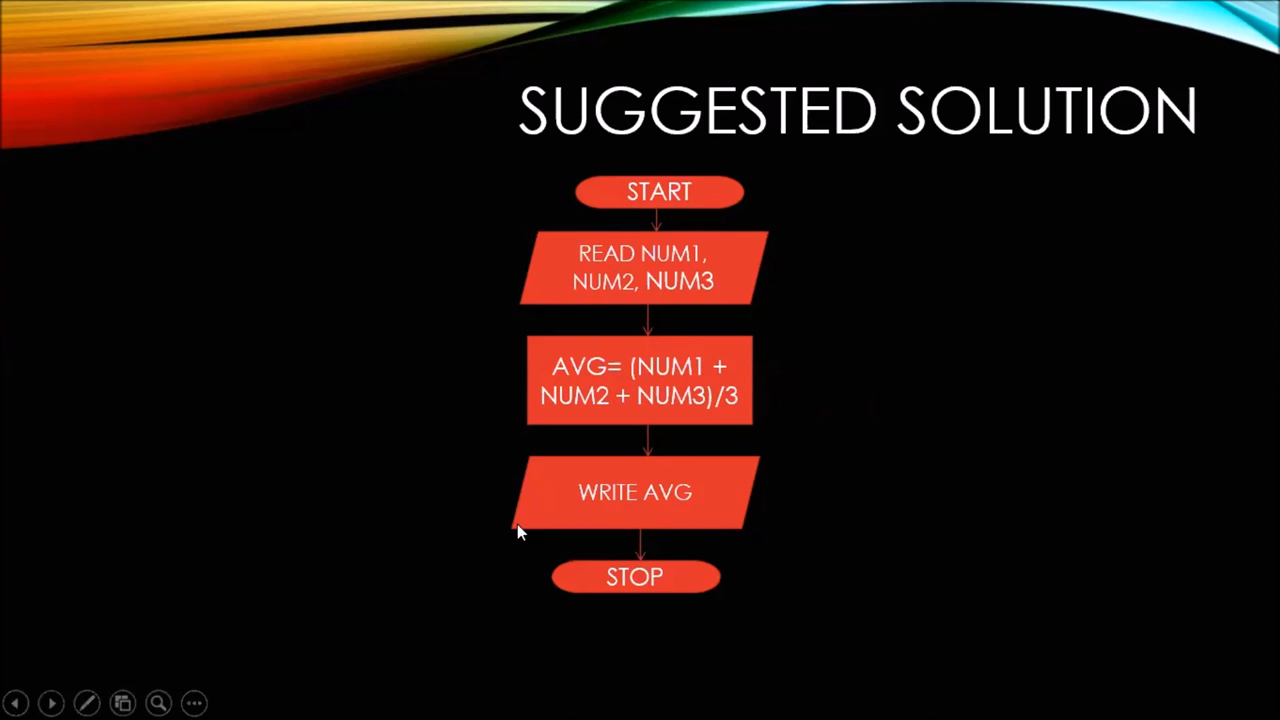 SUGGESTED SOLUTION
START
READ NUM1,
NUM2, NUM3
AVG= (NUM1 +
NUM2 + NUM3)/3
WRITE AVG
STOP